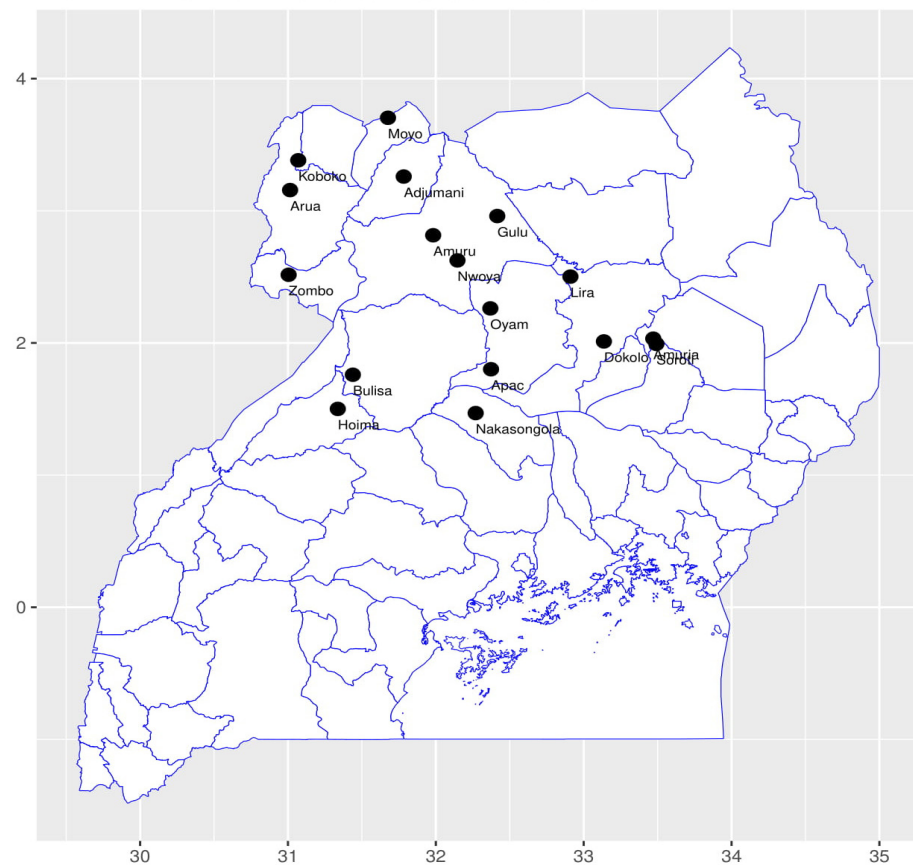 4
Moyo
Koboko
Adjumani
Arua
Gulu
Amuru
Nwoya
Zombo
Lira
Oyam
2
Dokolo
Amuria
Soroti
Apac
Bulisa
Hoima
Nakasongola
0
30 31 32 33 34 35